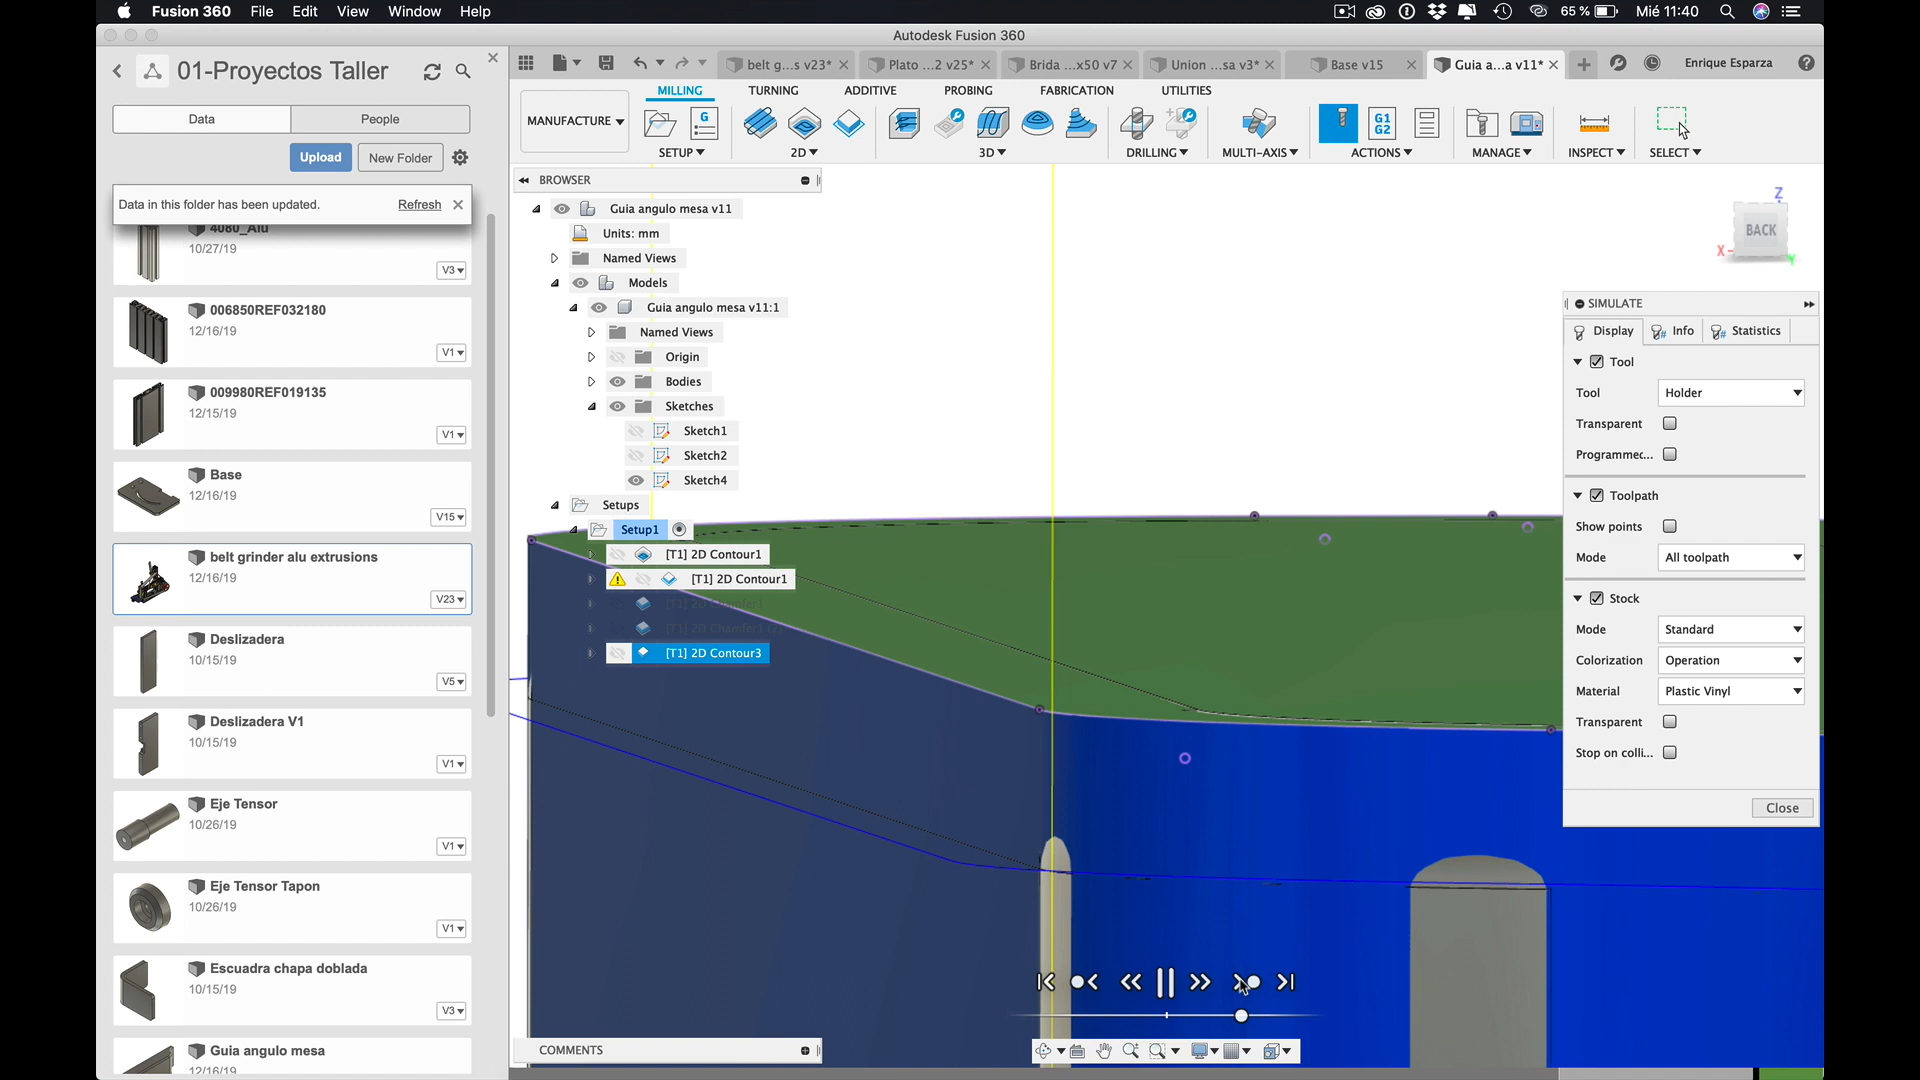 Fusion 360 File Edit View Window Help
65 % Mié 11:40
Autodesk Fusion 360
01-Proyectos Taller
Data People
Upload New Folder
Data in this folder has been updated. Refresh
4080_Alu
10/27/19
V3
006850REF032180
12/16/19
V1
009980REF019135
12/15/19
V1
Base
12/16/19
V15
belt grinder alu extrusions
12/16/19
V23
Deslizadera
10/15/19
V5
Deslizadera V1
10/15/19
V1
Eje Tensor
10/26/19
V1
Eje Tensor Tapon
10/26/19
V1
Escuadra chapa doblada
10/15/19
V3
Guia angulo mesa
12/16/19
belt g...s v23* Plato ...2 v25* Brida ...x50 v7 Union ...sa v3* Base v15 Guia a...a v11* Enrique Esparza
MILLING TURNING ADDITIVE PROBING FABRICATION UTILITIES
MANUFACTURE
G
G1
G2
SETUP 2D 3D DRILLING MULTI-AXIS ACTIONS MANAGE INSPECT SELECT
BROWSER
Guia angulo mesa v11
Units: mm
Named Views
Models
Guia angulo mesa v11:1
Named Views
Origin
Bodies
Sketches
Sketch1
Sketch2
Sketch4
Setups
Setup1
[T1] 2D Contour1
[T1] 2D Contour1
[T1] 2D Chamfer1
[T1] 2D Chamfer1 (2)
[T1] 2D Contour3
Z
BACK
X
Y
SIMULATE
Display Info Statistics
Tool
Tool Holder
Transparent
Programmec...
Toolpath
Show points
Mode All toolpath
Stock
Mode Standard
Colorization Operation
Material Plastic Vinyl
Transparent
Stop on colli...
Close
COMMENTS